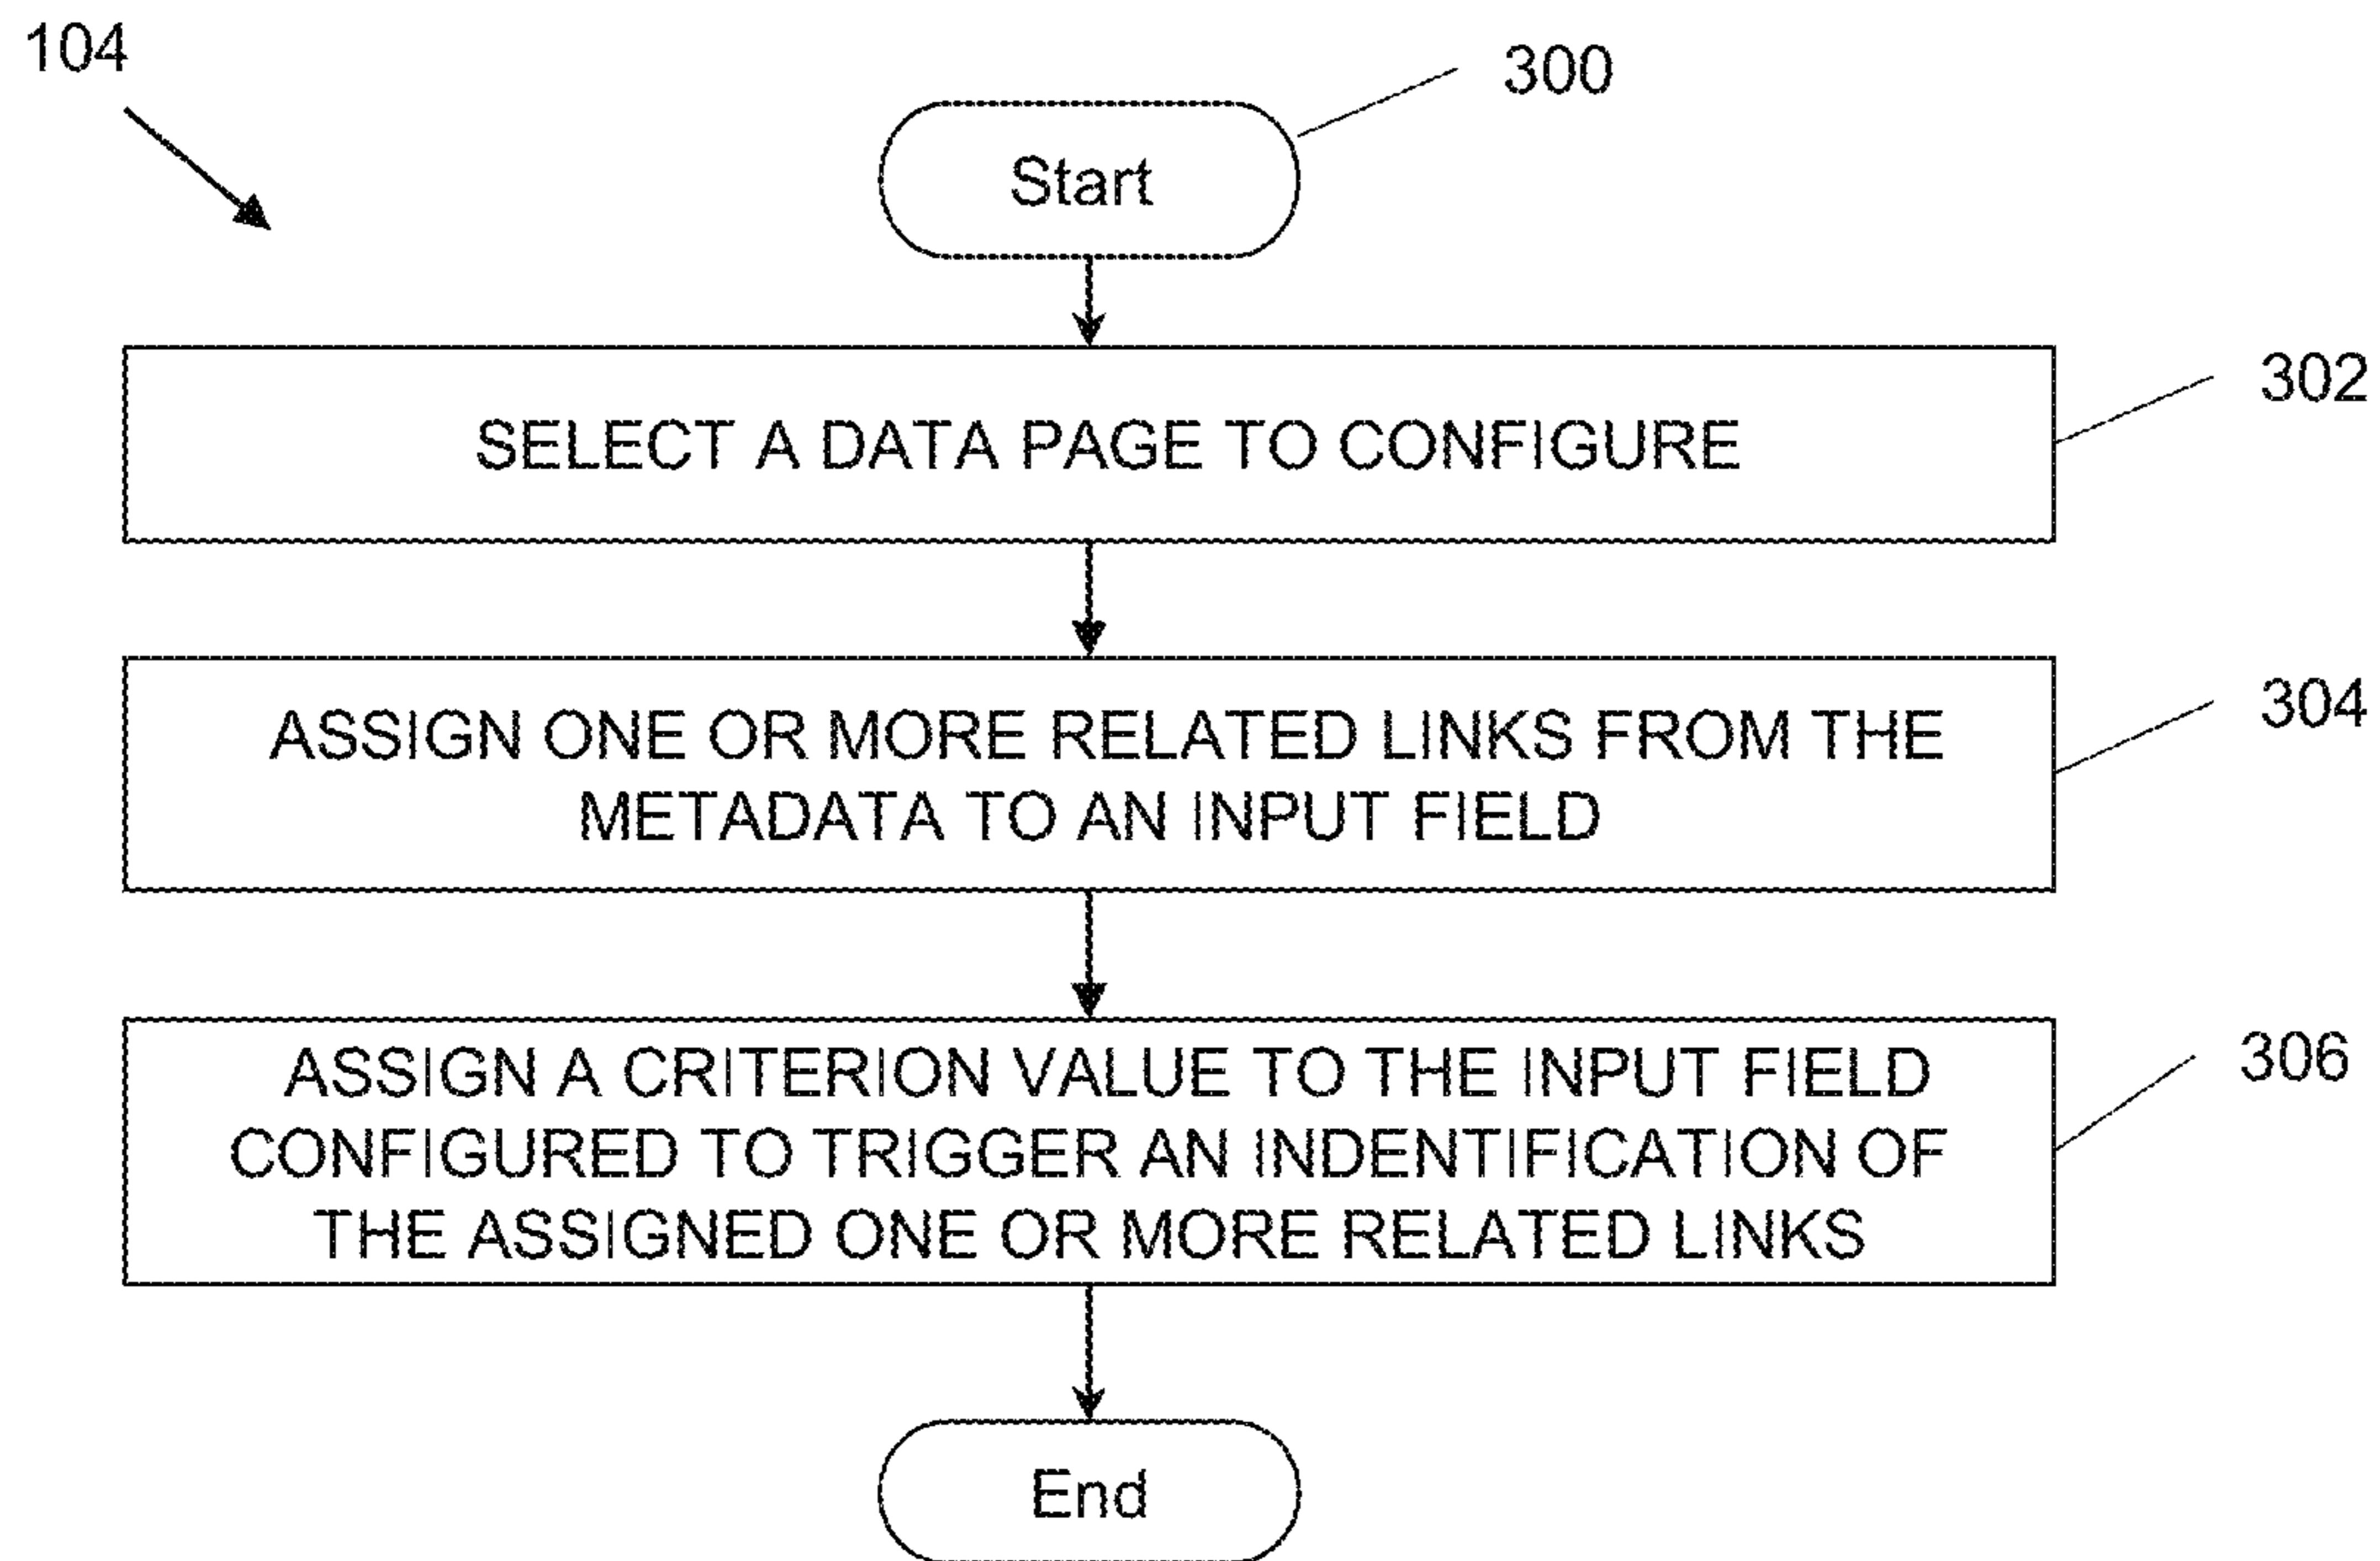 104
300
Start
302
SELECT A DATA PAGE TO CONFIGURE
304
ASSIGN ONE OR MORE RELATED LINKS FROM THE
METADATA TO AN INPUT FIELD
306
ASSIGN A CRITERION VALUE TO THE INPUT FIELD
CONFIGURED TO TRIGGER AN INDENTIFICATION OF
THE ASSIGNED ONE OR MORE RELATED LINKS
End